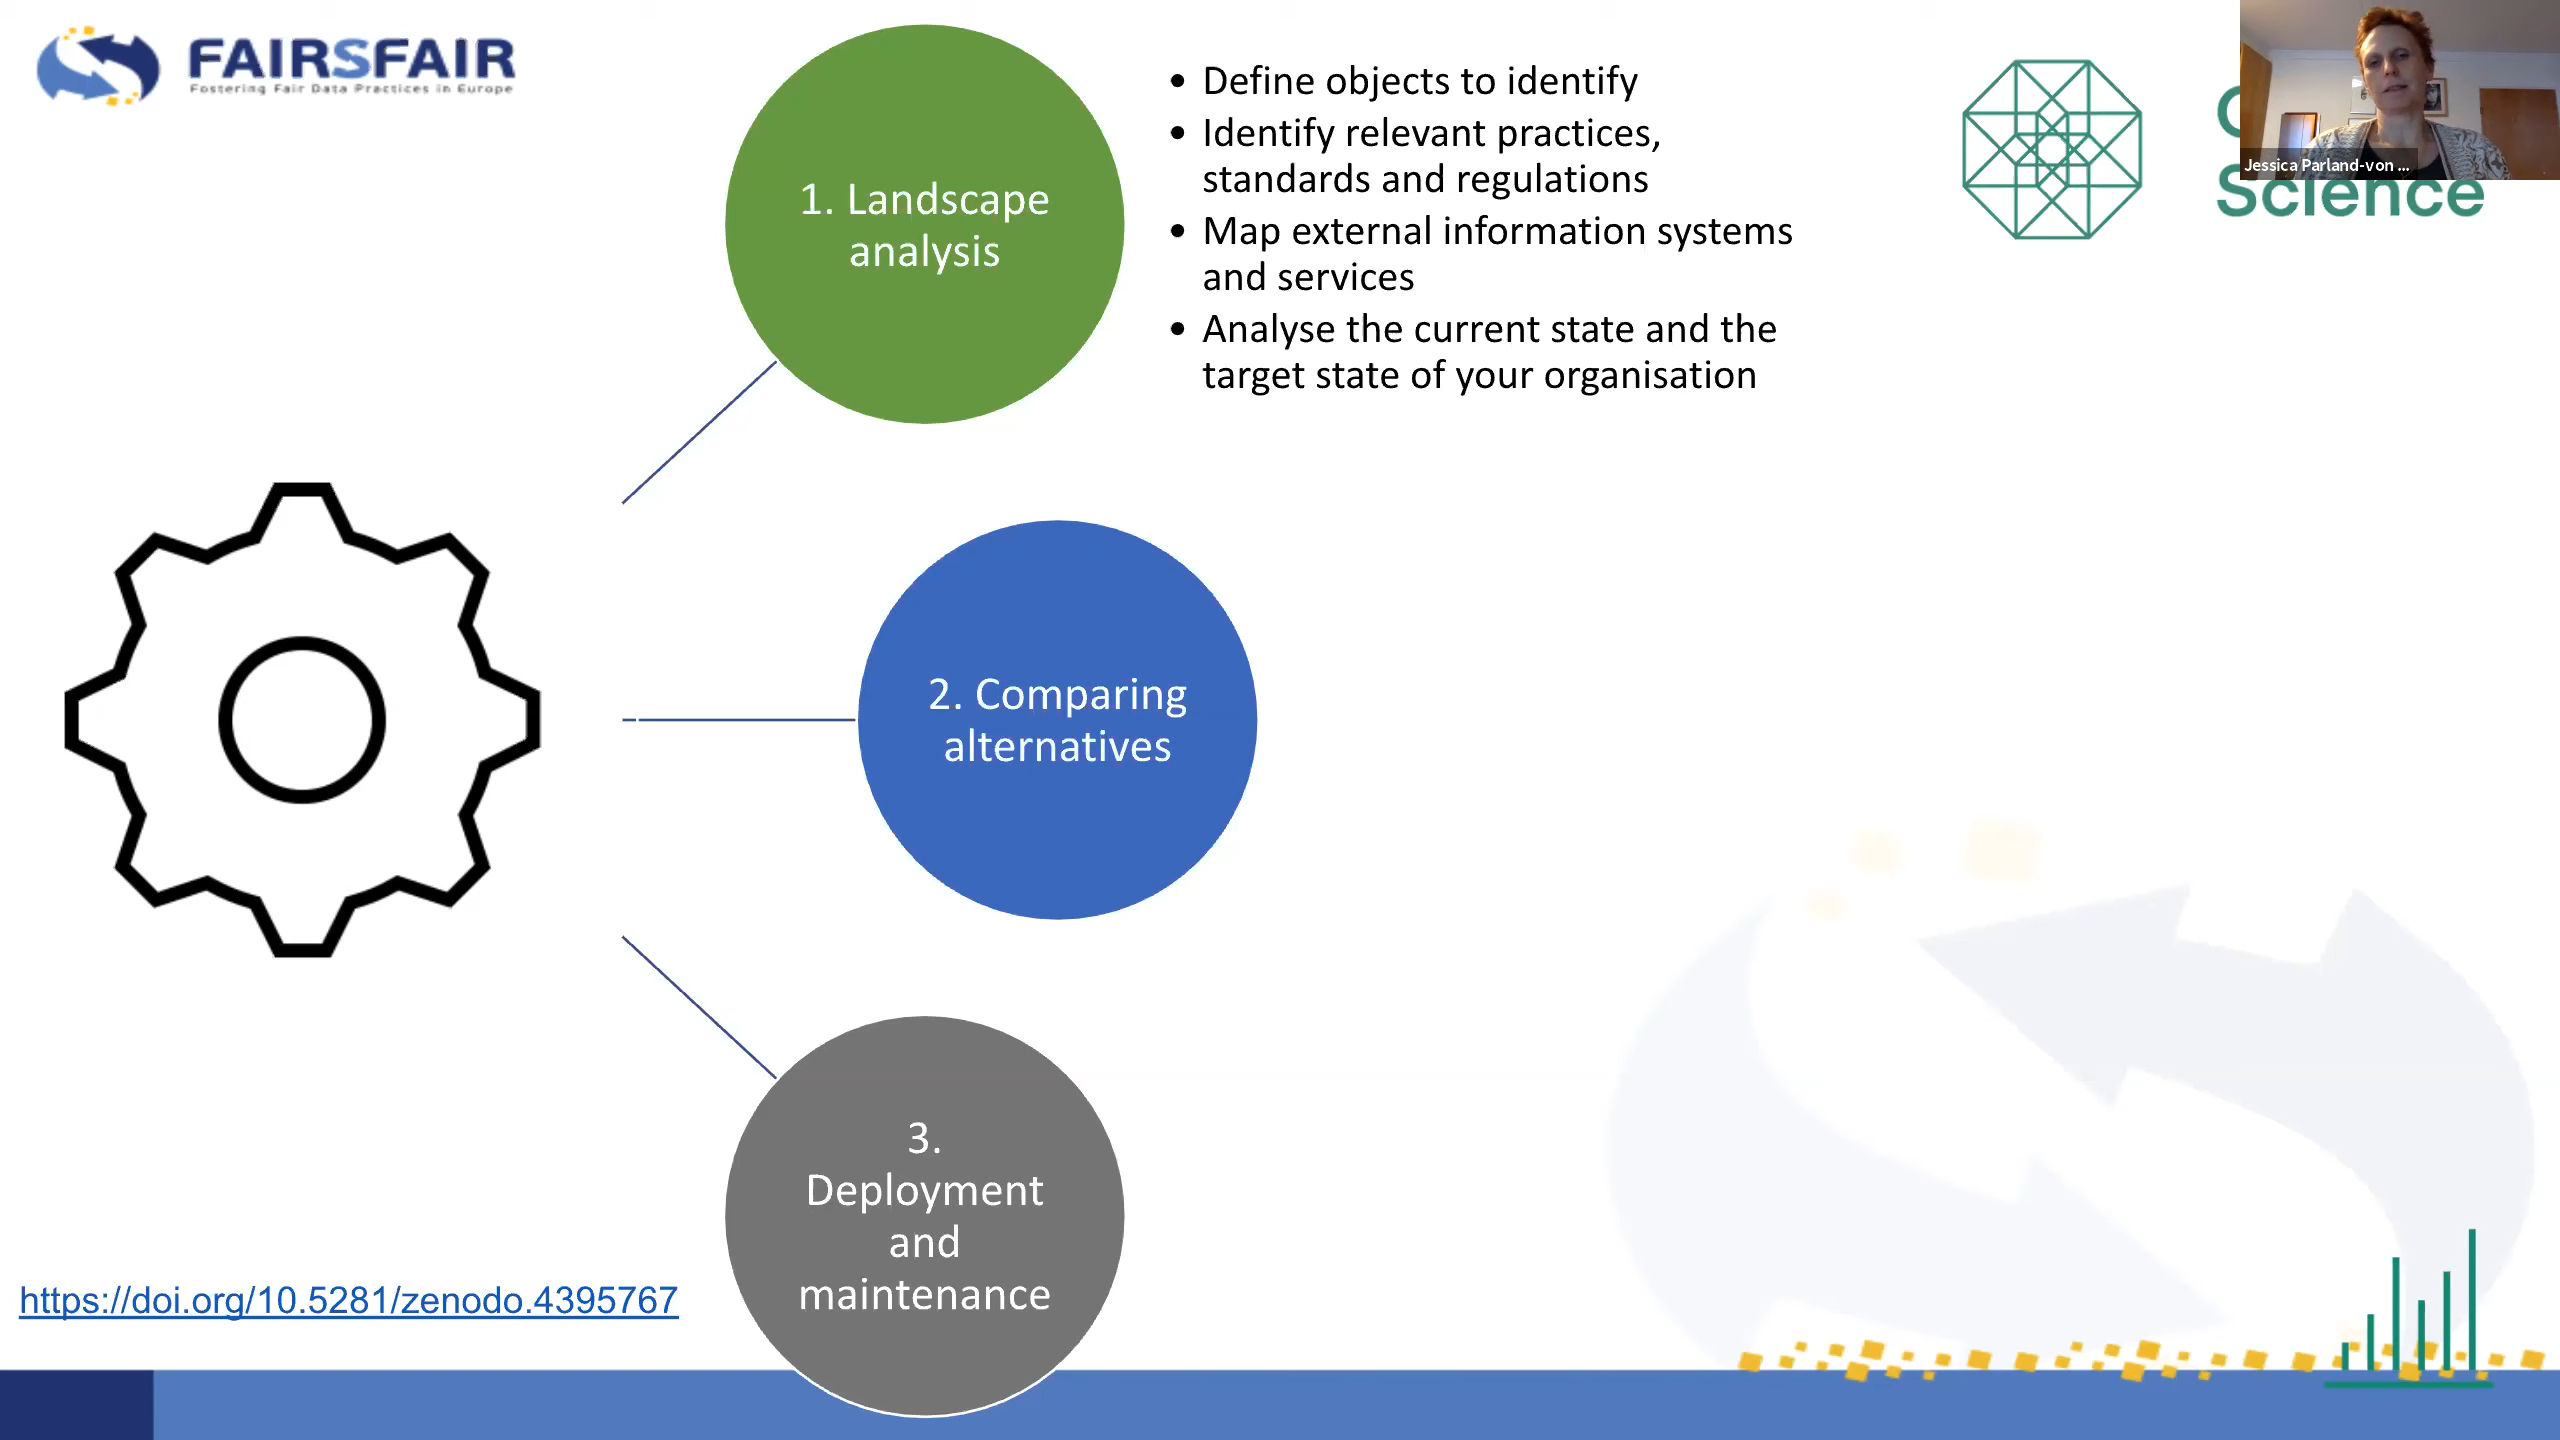 FAIRSFAIR
Fostering Fair Data Practices in Europe
1. Landscape
analysis
• Define objects to identify
• Identify relevant practices,
standards and regulations
• Map external information systems
and services
• Analyse the current state and the
target state of your organisation
Jessica Parland-von ...
Science
2. Comparing
alternatives
3.
Deployment
and
maintenance
https://doi.org/10.5281/zenodo.4395767